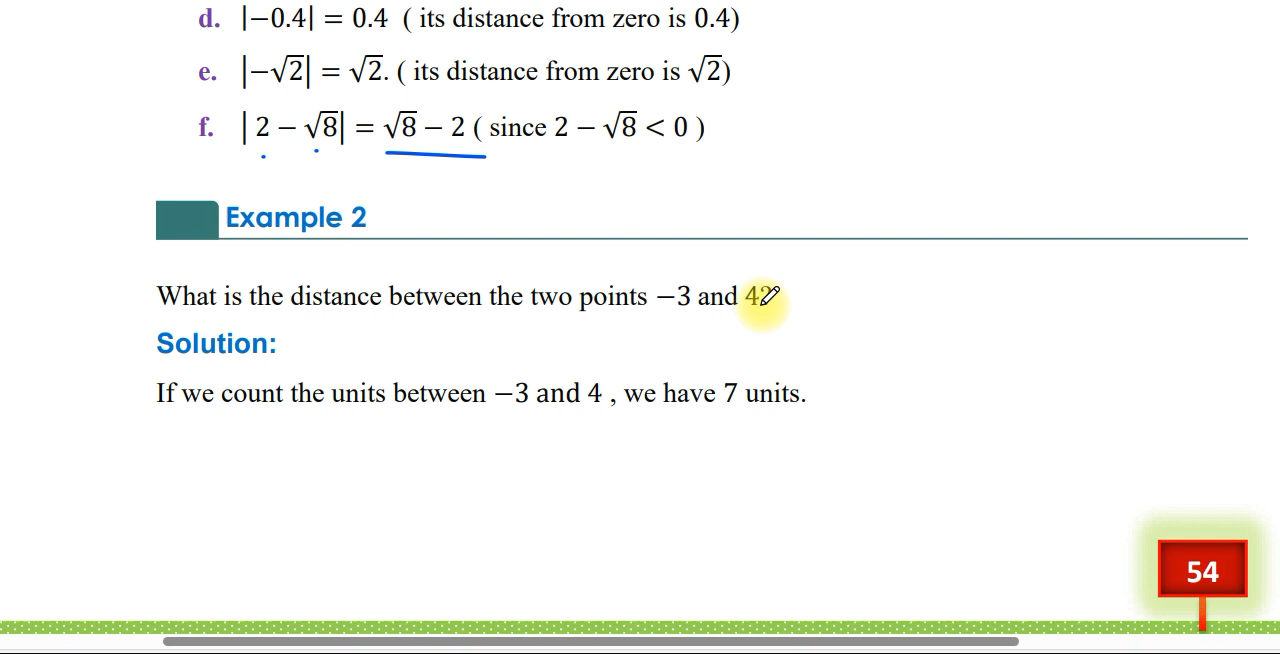 d. |−0.4| = 0.4 ( its distance from zero is 0.4)
e. |−√2| = √2. ( its distance from zero is √2)
f. | 2 − √8| = √8 − 2 ( since 2 − √8 < 0 )
Example 2
What is the distance between the two points −3 and 4?
Solution:
If we count the units between −3 and 4 , we have 7 units.
54